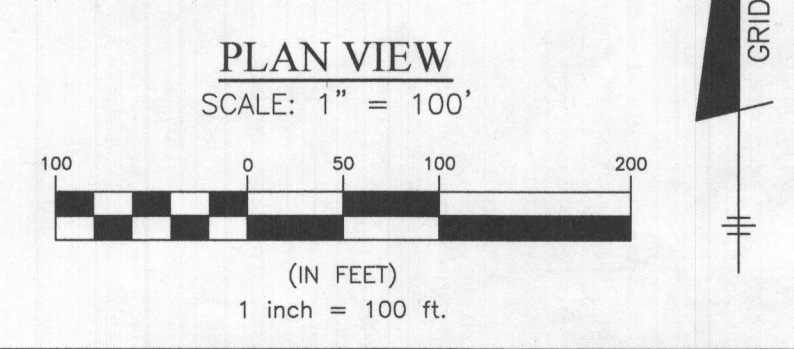 PLAN VIEW
SCALE: 1" = 100'
100 0 50 100 200
(IN FEET)
1 inch = 100 ft.
GRID